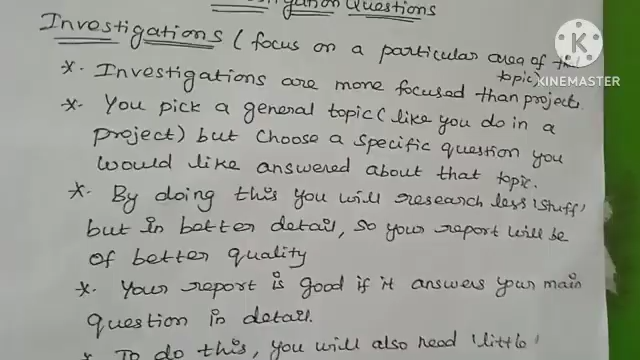 Questions
Investigations (focus on a particular area of the
topic)
*. Investigations are more focused than projects.
*. You pick a general topic (like you do in a
project) but choose a specific question you
would like answered about that topic.
*. By doing this you will research less 'stuff'
but in better detail, so your report will be
of better quality
*. Your report is good if it answers your main
question in detail.
* To do this, you will also need 'little'
K
KINEMASTER